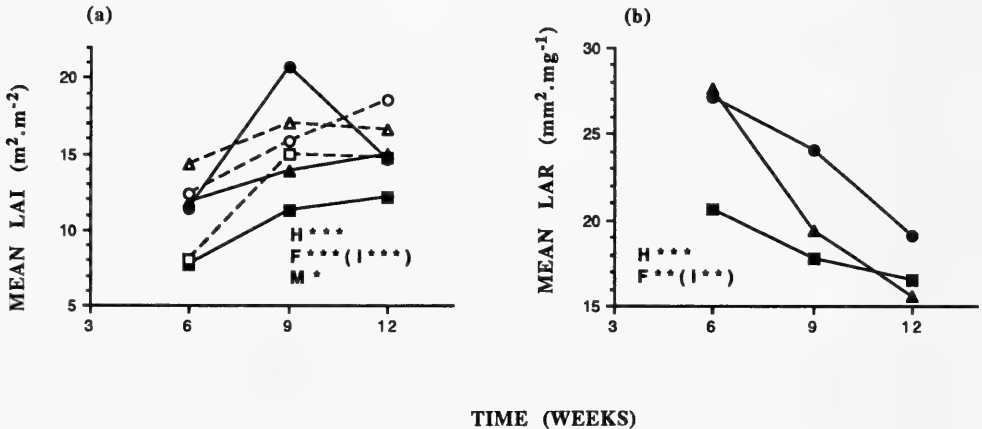 (a)
MEAN LAI (m².m⁻²)
20
15
10
5
3
6
9
12
H***
F***(I***)
M*
(b)
MEAN LAR (mm².mg⁻¹)
30
25
20
15
3
6
9
12
H***
F**(I**)
TIME (WEEKS)